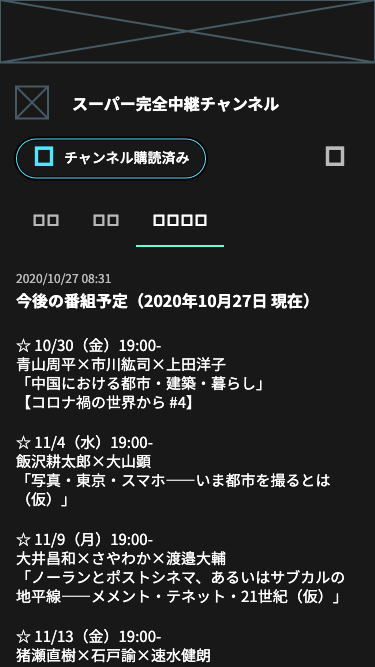 スーパー完全中継チャンネル
チャンネル購読済み
2020/10/27 08:31
今後の番組予定（2020年10月27日 現在）
☆ 10/30（金）19:00-
青山周平×市川紘司×上田洋子
「中国における都市・建築・暮らし」
【コロナ禍の世界から #4】
☆ 11/4（水）19:00-
飯沢耕太郎×大山顕
「写真・東京・スマホ——いま都市を撮るとは
（仮）」
☆ 11/9（月）19:00-
大井昌和×さやわか×渡邉大輔
「ノーランとポストシネマ、あるいはサブカルの
地平線——メメント・テネット・21世紀（仮）」
☆ 11/13（金）19:00-
猪瀬直樹×石戸諭×速水健朗